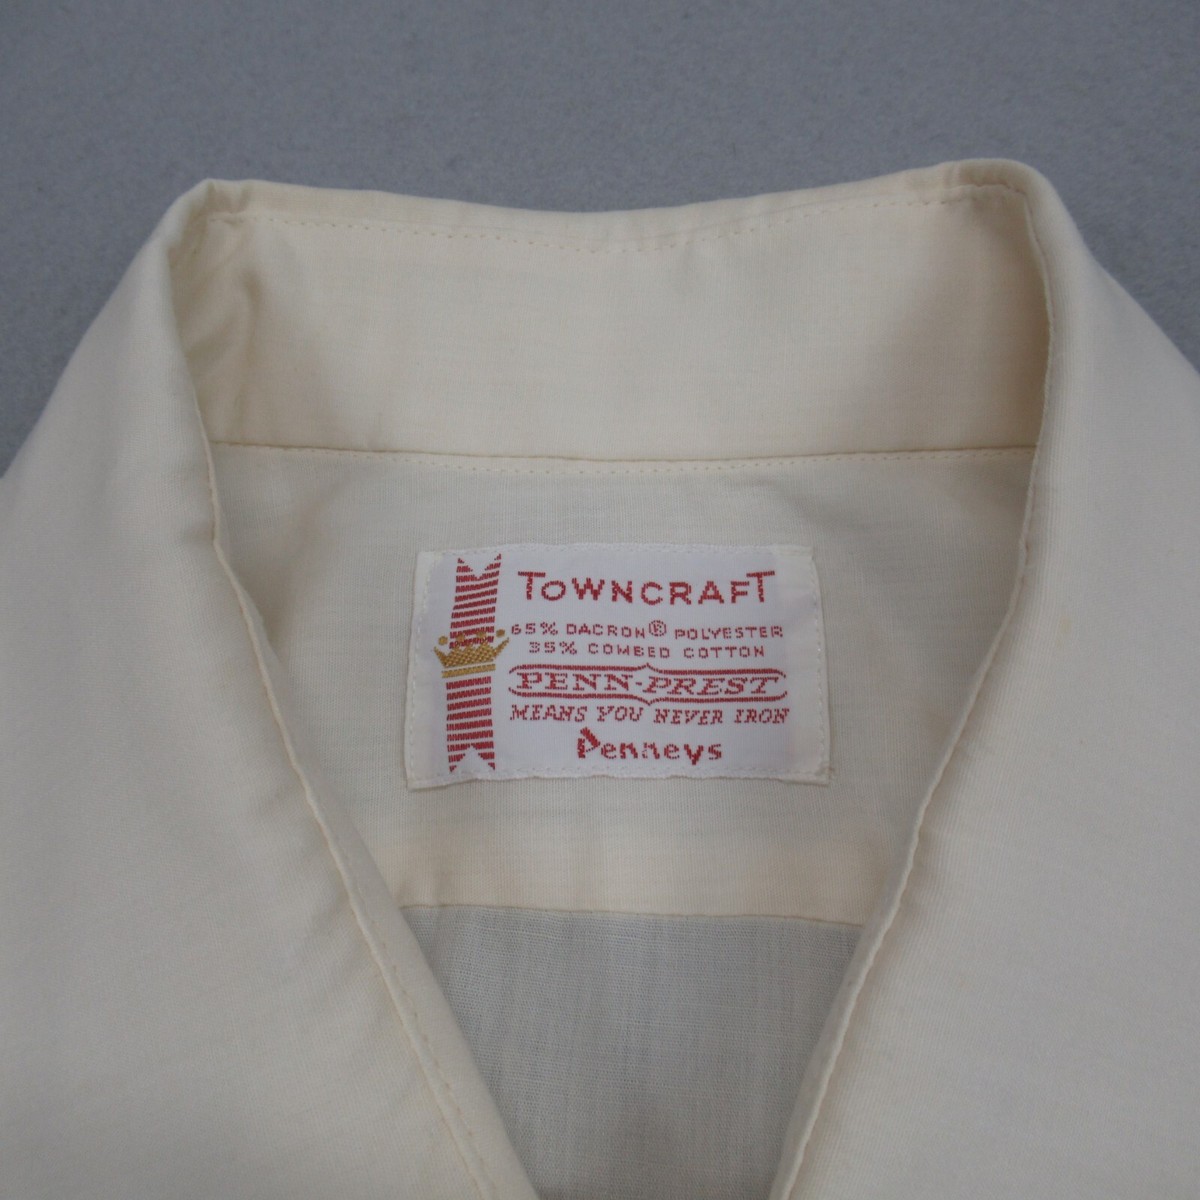 TOWNCRAFT
65% DACRON® POLYESTER
35% COMBED COTTON
PENN-PREST
MEANS YOU NEVER IRON
Penneys